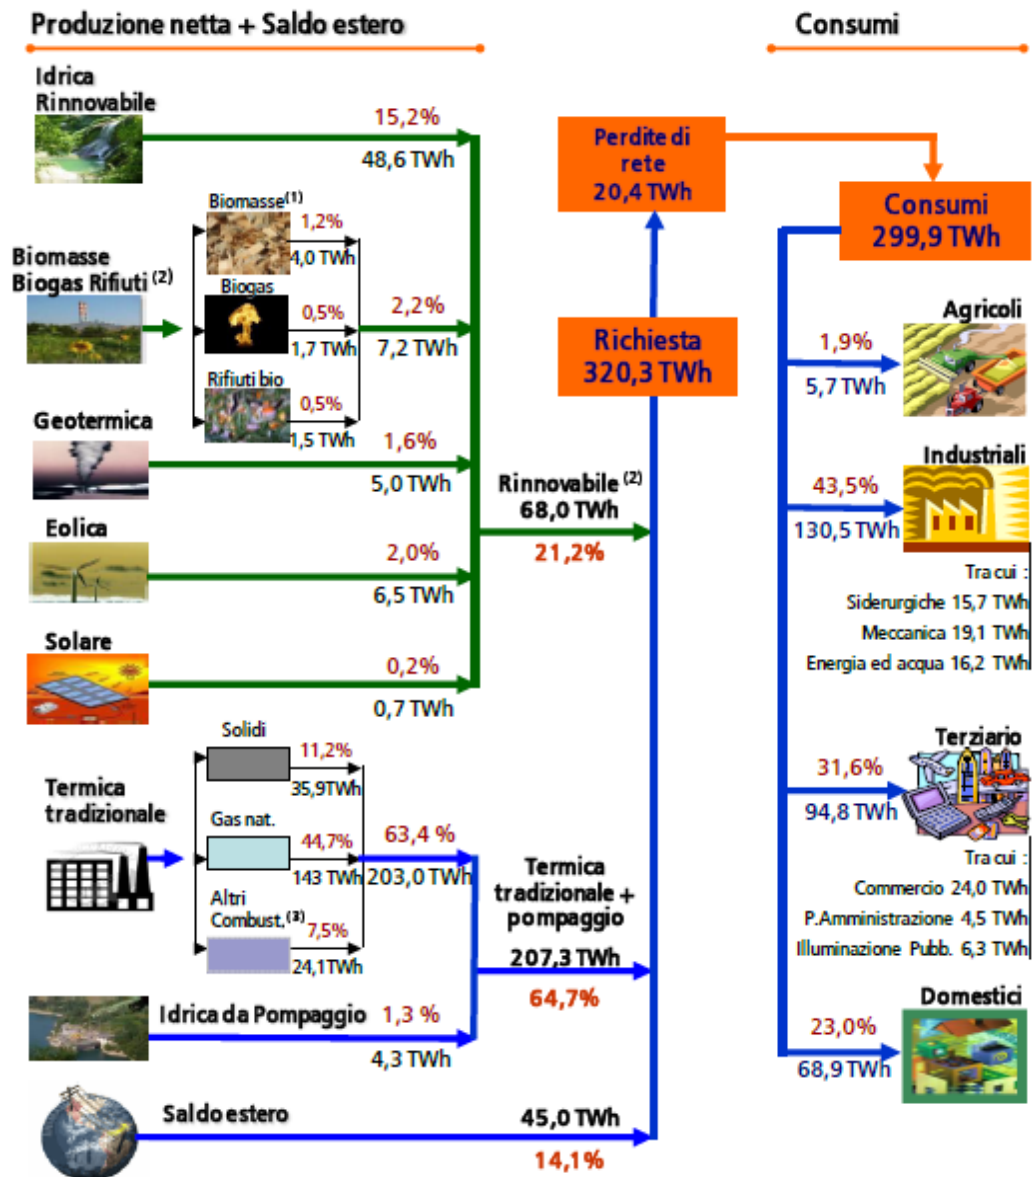 Produzione netta + Saldo estero
Consumi
Idrica
Rinnovabile
15,2%
48,6 TWh
Biomasse
Biogas Rifiuti (2)
Biomasse(1)
1,2%
4,0 TWh
Biogas
0,5%
1,7 TWh
Rifiuti bio
0,5%
1,5 TWh
2,2%
7,2 TWh
Geotermica
1,6%
5,0 TWh
Eolica
2,0%
6,5 TWh
Solare
0,2%
0,7 TWh
Rinnovabile (2)
68,0 TWh
21,2%
Termica
tradizionale
Solidi
11,2%
35,9TWh
Gas nat.
44,7%
143 TWh
Altri
Combust,(3)
7,5%
24,1TWh
63,4 %
203,0 TWh
Termica
tradizionale +
pompaggio
207,3 TWh
64,7%
Idrica da Pompaggio
1,3 %
4,3 TWh
Saldo estero
45,0 TWh
14,1%
Perdite di
rete
20,4 TWh
Richiesta
320,3 TWh
Consumi
299,9 TWh
Agricoli
1,9%
5,7 TWh
Industriali
43,5%
130,5 TWh
Tra cui :
Siderurgiche 15,7 TWh
Meccanica 19,1 TWh
Energia ed acqua 16,2 TWh
Terziario
31,6%
94,8 TWh
Tra cui :
Commercio 24,0 TWh
P.Amministrazione 4,5 TWh
Illuminazione Pubb. 6,3 TWh
Domestici
23,0%
68,9 TWh